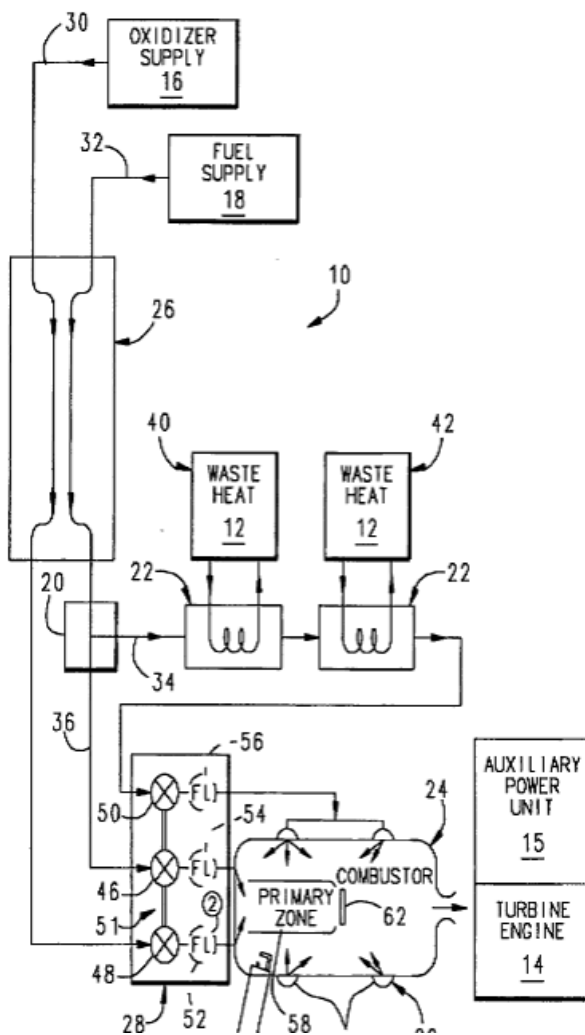 30
OXIDIZER
SUPPLY
16
32
FUEL
SUPPLY
18
26
10
40
42
WASTE
HEAT
12
WASTE
HEAT
12
20
22
22
34
36
56
50
FL
54
24
AUXILIARY
POWER
UNIT
15
COMBUSTOR
46
FL
PRIMARY
ZONE
62
51
2
TURBINE
ENGINE
14
48
FL
52
58
28